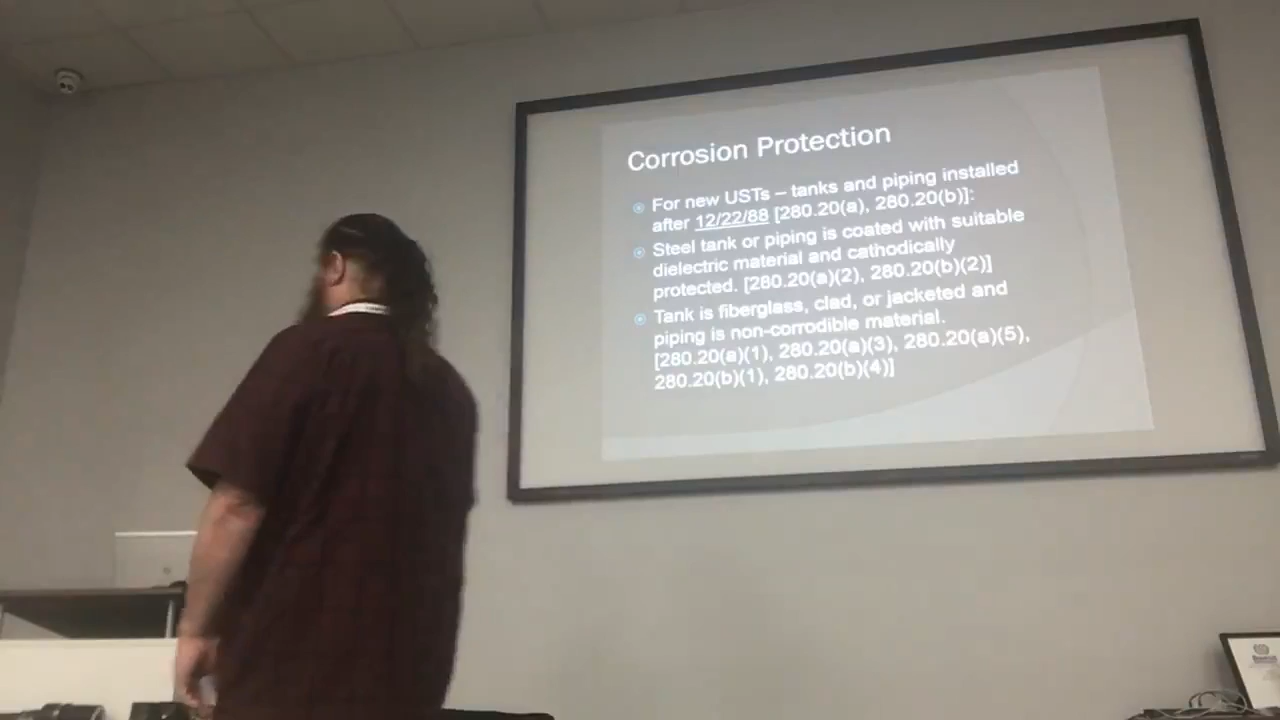 Corrosion Protection
For new USTs – tanks and piping installed
after 12/22/88 [280.20(a), 280.20(b)]:
Steel tank or piping is coated with suitable
dielectric material and cathodically
protected. [280.20(a)(2), 280.20(b)(2)]
Tank is fiberglass, clad, or jacketed and
piping is non-corrodible material.
[280.20(a)(1), 280.20(a)(3), 280.20(a)(5),
280.20(b)(1), 280.20(b)(4)]